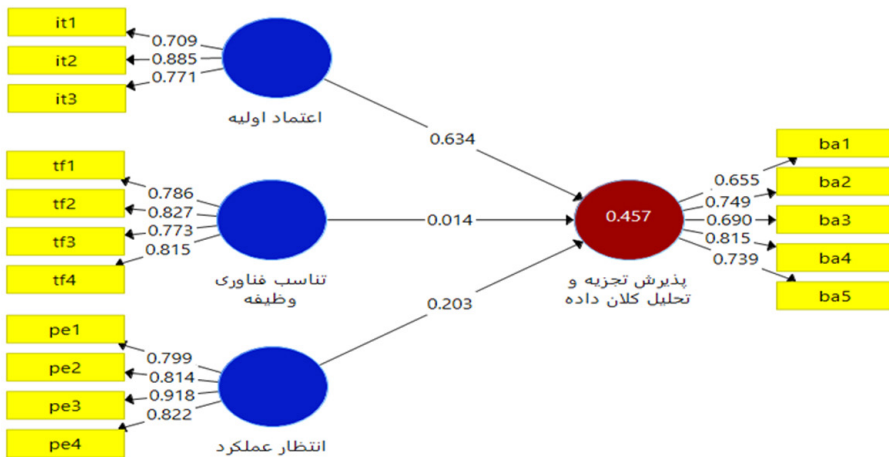 it1
it2
it3
0.709
0.885
0.771
اعتماد اولیه
0.634
tf1
tf2
tf3
tf4
0.786
0.827
0.773
0.815
تناسب فناوری
وظیفه
0.014
pe1
pe2
pe3
pe4
0.799
0.814
0.918
0.822
انتظار عملکرد
0.203
0.457
پذیرش تجزیه و
تحلیل کلان داده
0.655
0.749
0.690
0.815
0.739
ba1
ba2
ba3
ba4
ba5